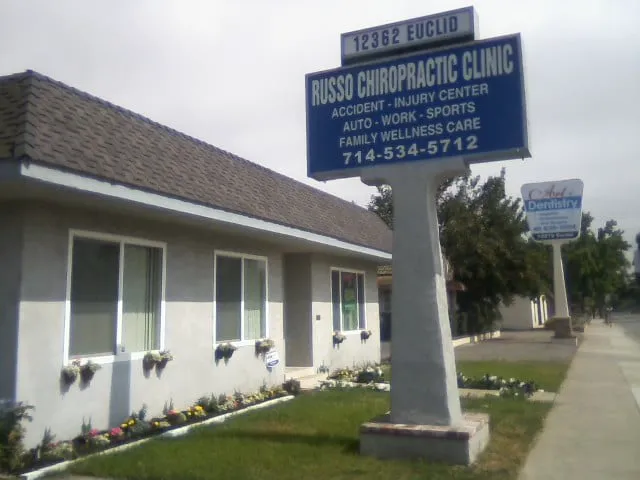 12362 EUCLID
RUSSO CHIROPRACTIC CLINIC
ACCIDENT - INJURY CENTER
AUTO - WORK - SPORTS
FAMILY WELLNESS CARE
714-534-5712
Dentistry